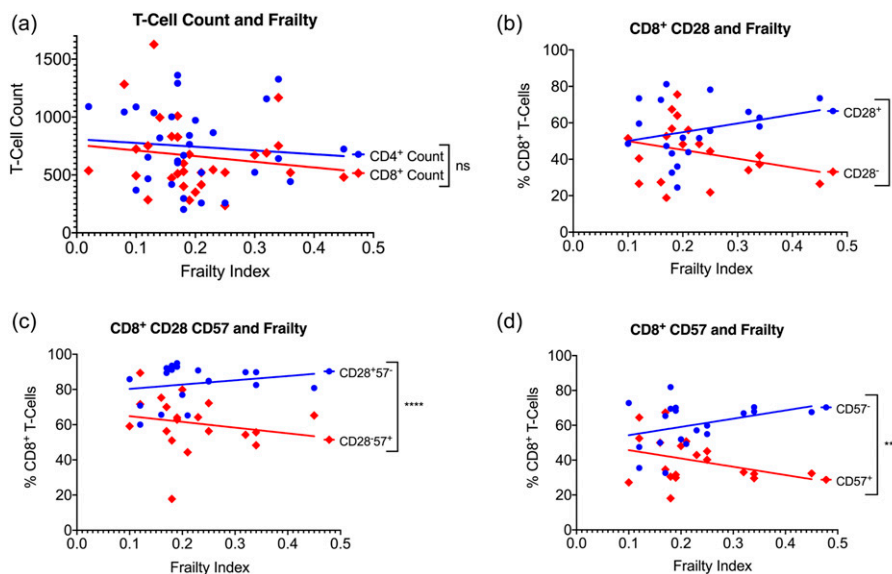 (a)
T-Cell Count and Frailty
T-Cell Count
1500
1000
500
0
0.0 0.1 0.2 0.3 0.4 0.5
Frailty Index
CD4⁺ Count
CD8⁺ Count
ns
(b)
CD8⁺ CD28 and Frailty
% CD8⁺ T-Cells
100
80
60
40
20
0
0.0 0.1 0.2 0.3 0.4 0.5
Frailty Index
CD28⁺
CD28⁻
*
(c)
CD8⁺ CD28 CD57 and Frailty
% CD8⁺ T-Cells
100
80
60
40
20
0
0.0 0.1 0.2 0.3 0.4 0.5
Frailty Index
CD28⁺57⁻
CD28⁻57⁺
****
(d)
CD8⁺ CD57 and Frailty
% CD8⁺ T-Cells
100
80
60
40
20
0
0.0 0.1 0.2 0.3 0.4 0.5
Frailty Index
CD57⁻
CD57⁺